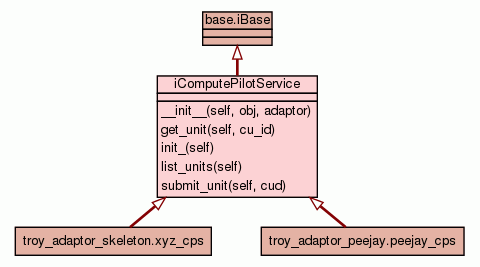 base.iBase
iComputePilotService
__init__(self, obj, adaptor)
get_unit(self, cu_id)
init_(self)
list_units(self)
submit_unit(self, cud)
troy_adaptor_skeleton.xyz_cps
troy_adaptor_peejay.peejay_cps